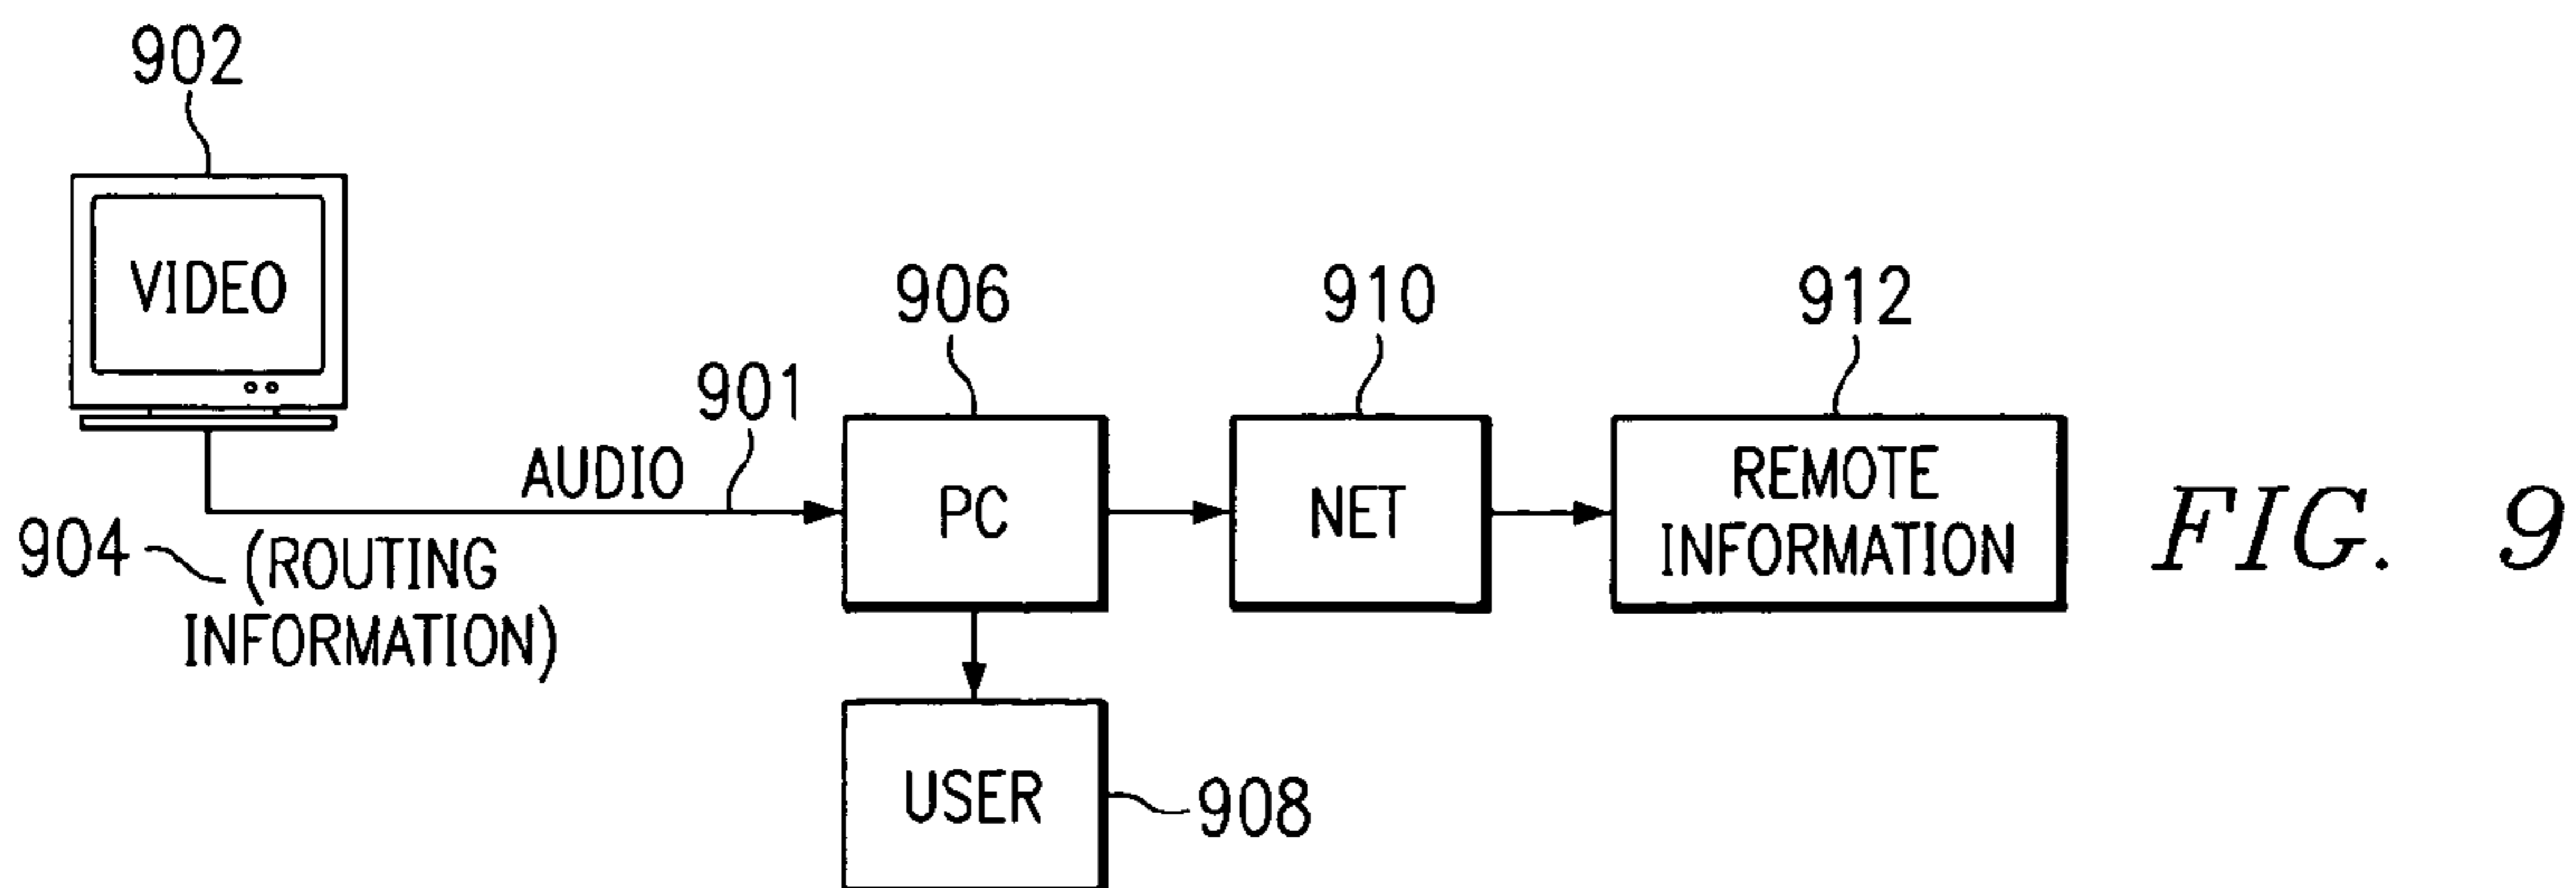 902
VIDEO
906
910
912
901
AUDIO
PC
NET
REMOTE
INFORMATION
FIG. 9
904
(ROUTING
INFORMATION)
USER
908